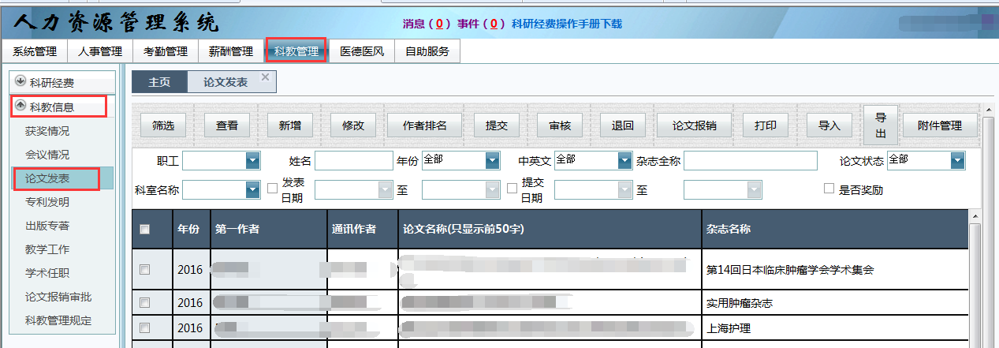 人力资源管理系统
消息（0）事件（0）科研经费操作手册下载
系统管理 人事管理 考勤管理 薪酬管理 科教管理 医德医风 自助服务
科研经费
科教信息
获奖情况
会议情况
论文发表
专利发明
出版专著
教学工作
学术任职
论文报销审批
科教管理规定
主页 论文发表
筛选 查看 新增 修改 作者排名 提交 审核 退回 论文报销 打印 导入 导出 附件管理
职工 姓名 年份 全部 中英文 全部 杂志全称 论文状态 全部
科室名称 发表日期 至 提交日期 至 是否奖励
年份 第一作者 通讯作者 论文名称(只显示前50字) 杂志名称
2016 第14回日本临床肿瘤学会学术集会
2016 实用肿瘤杂志
2016 上海护理